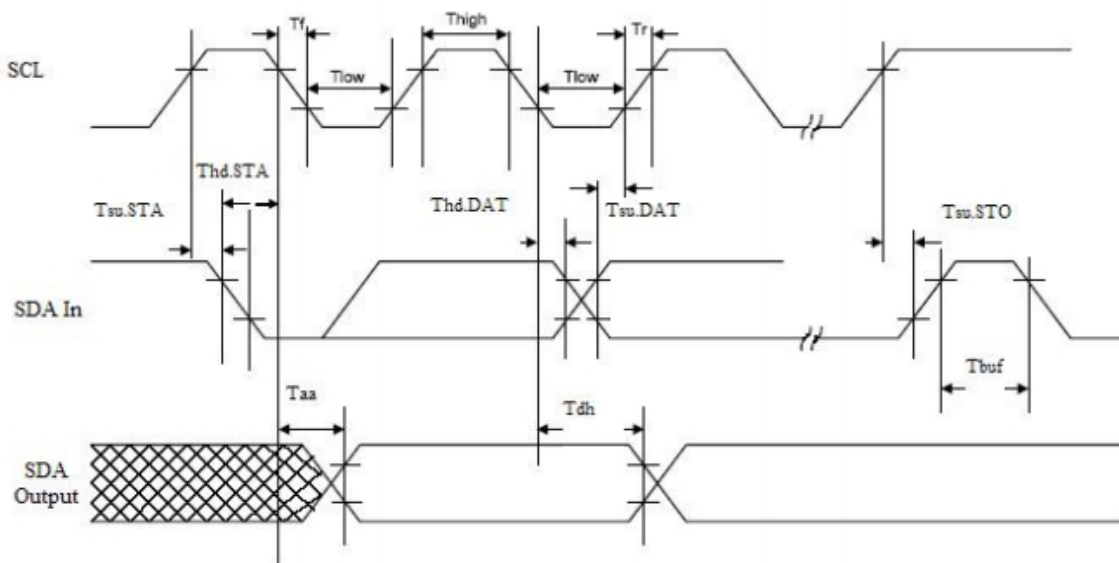 Tf
Thigh
Tr
SCL
Tlow
Tlow
Thd.STA
Tsu.STA
Thd.DAT
Tsu.DAT
Tsu.STO
SDA In
Taa
Tdh
Tbuf
SDA
Output